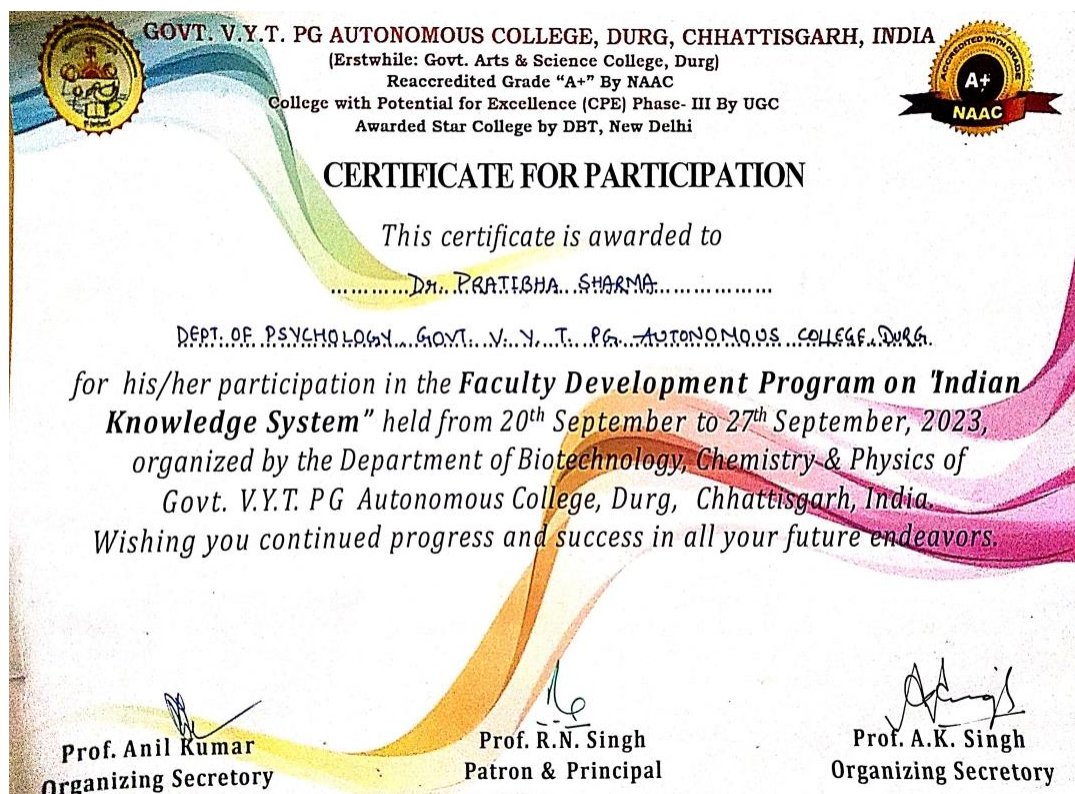 GOVT. V.Y.T. PG AUTONOMOUS COLLEGE, DURG, CHHATTISGARH, INDIA
(Erstwhile: Govt. Arts & Science College, Durg)
Reaccredited Grade “A+” By NAAC
College with Potential for Excellence (CPE) Phase- III By UGC
Awarded Star College by DBT, New Delhi
ACCREDITED WITH GRADE
A+
NAAC
CERTIFICATE FOR PARTICIPATION
This certificate is awarded to
..........Dr. PRATIBHA SHARMA..................
DEPT. OF PSYCHOLOGY GOVT. V. Y. T. PG. AUTONOMOUS COLLEGE, DURG.
for his/her participation in the Faculty Development Program on "Indian
Knowledge System” held from 20th September to 27th September, 2023,
organized by the Department of Biotechnology, Chemistry & Physics of
Govt. V.Y.T. PG Autonomous College, Durg, Chhattisgarh, India.
Wishing you continued progress and success in all your future endeavors.
Prof. Anil Kumar
Organizing Secretary
Prof. R.N. Singh
Patron & Principal
Prof. A.K. Singh
Organizing Secretary